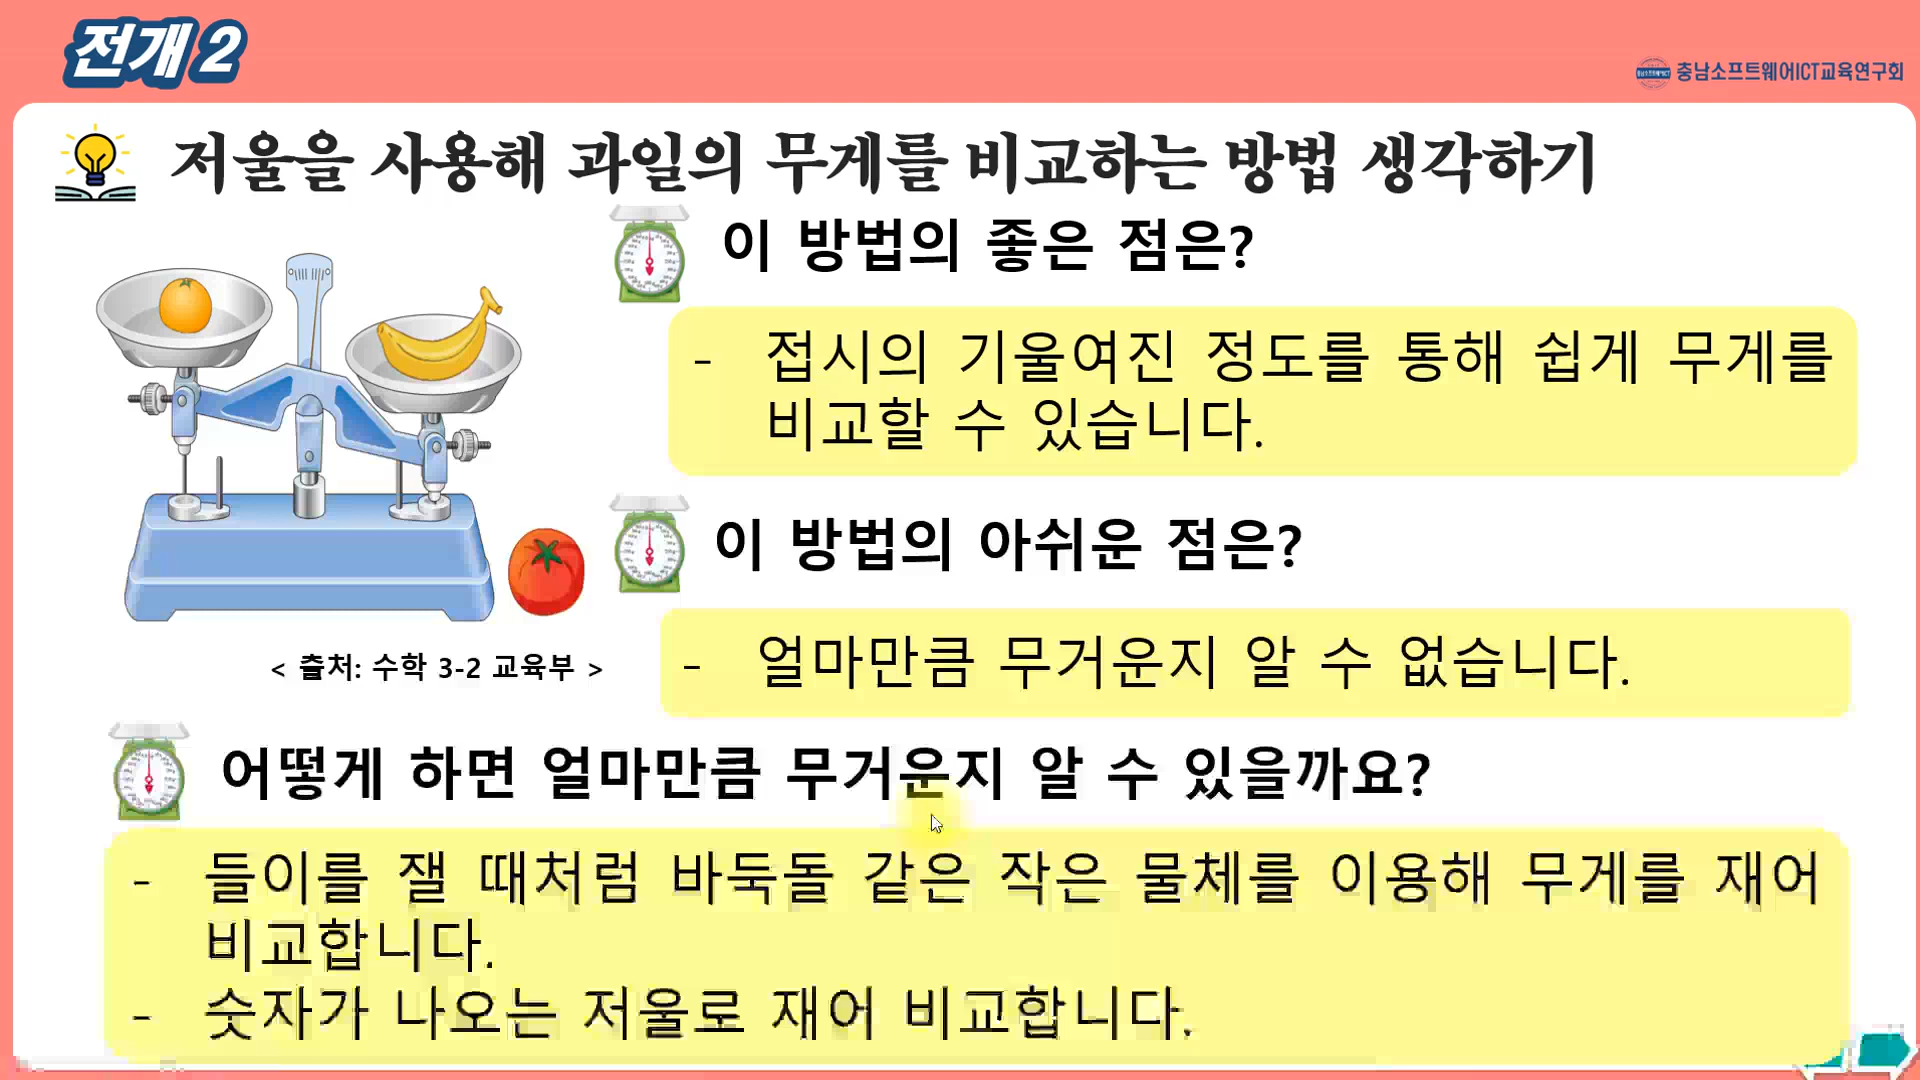 전개 2
충남소프트웨어ICT교육연구회
저울을 사용해 과일의 무게를 비교하는 방법 생각하기
이 방법의 좋은 점은?
- 접시의 기울여진 정도를 통해 쉽게 무게를
비교할 수 있습니다.
이 방법의 아쉬운 점은?
- 얼마만큼 무거운지 알 수 없습니다.
< 출처: 수학 3-2 교육부 >
어떻게 하면 얼마만큼 무거운지 알 수 있을까요?
- 들이를 잴 때처럼 바둑돌 같은 작은 물체를 이용해 무게를 재어
비교합니다.
- 숫자가 나오는 저울로 재어 비교합니다.